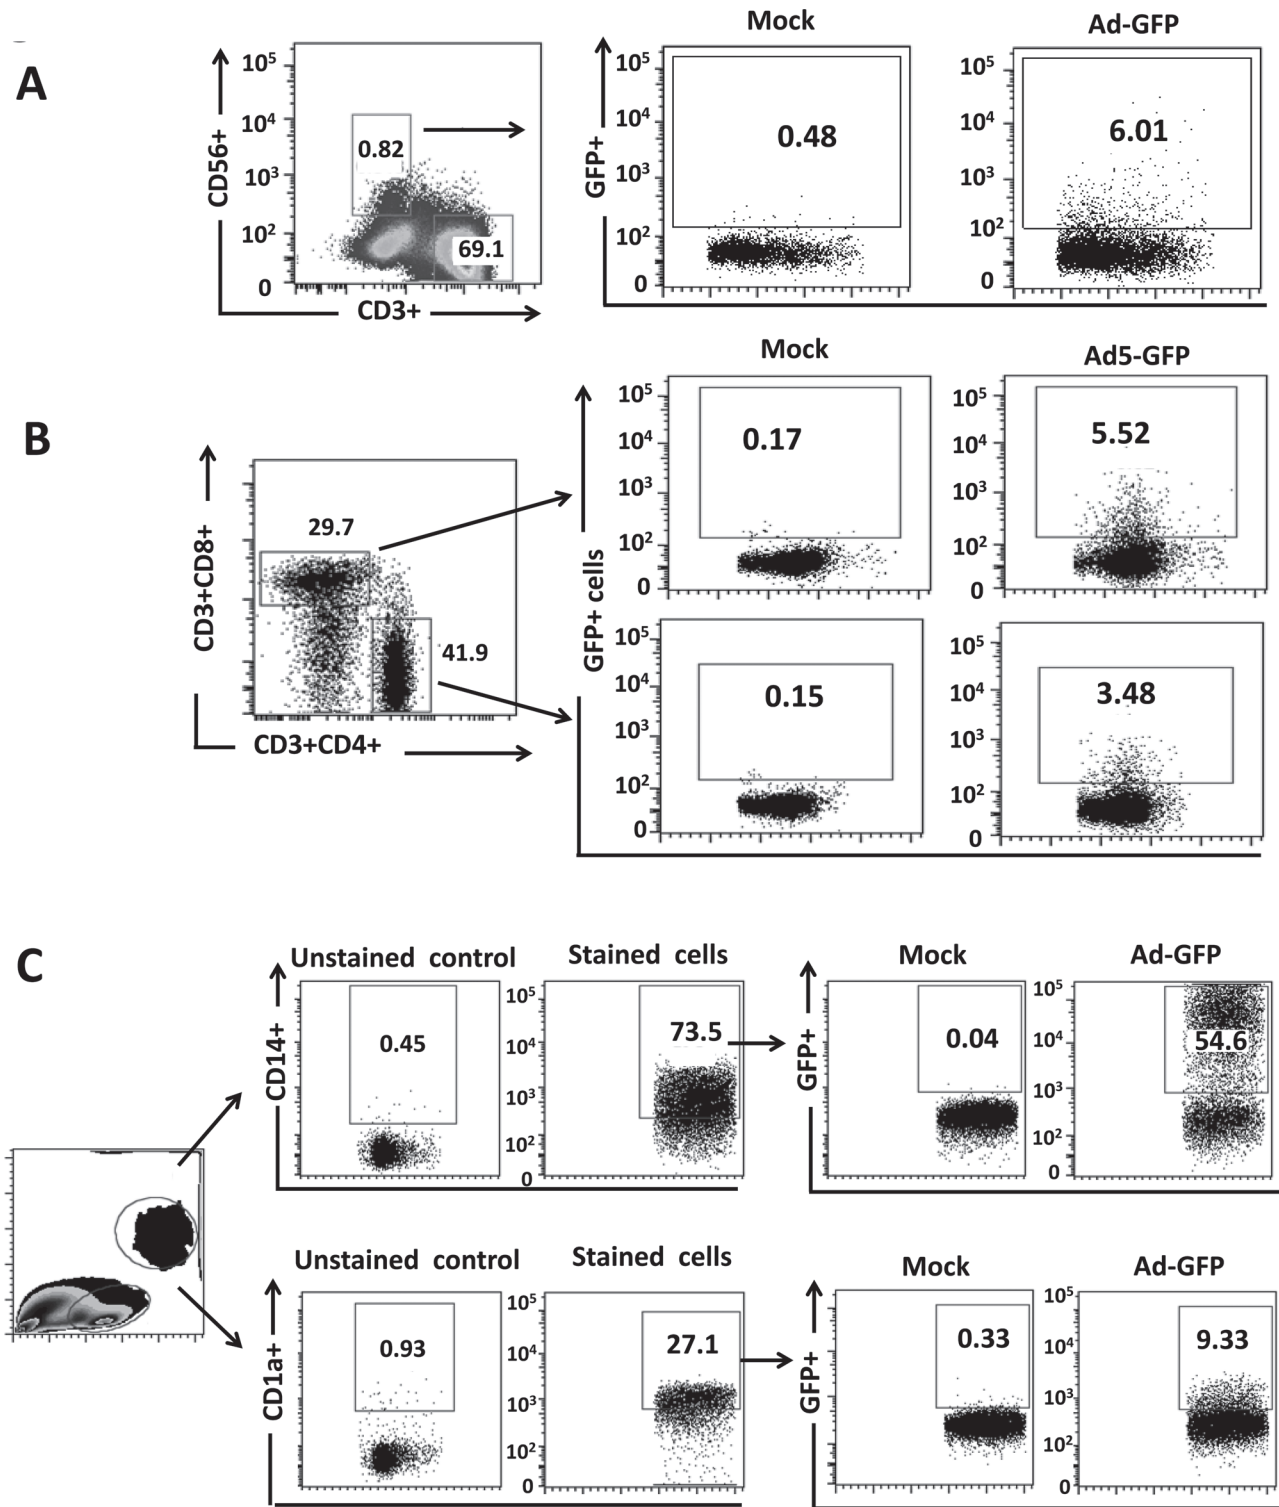 A
CD56+
10⁵
10⁴
10³
10²
0
0.82
69.1
CD3+
Mock
GFP+
10⁵
10⁴
10³
10²
0
0.48
Ad-GFP
10⁵
10⁴
10³
10²
0
6.01
B
CD3+CD8+
29.7
41.9
CD3+CD4+
GFP+ cells
Mock
10⁵
10⁴
10³
10²
0
0.17
Ad5-GFP
10⁵
10⁴
10³
10²
0
5.52
10⁵
10⁴
10³
10²
0
0.15
10⁵
10⁴
10³
10²
0
3.48
C
Unstained control
CD14+
0.45
Stained cells
10⁵
10⁴
10³
10²
0
73.5
Mock
GFP+
0.04
Ad-GFP
10⁵
10⁴
10³
10²
0
54.6
Unstained control
CD1a+
0.93
Stained cells
10⁵
10⁴
10³
10²
0
27.1
Mock
GFP+
0.33
Ad-GFP
10⁵
10⁴
10³
10²
0
9.33